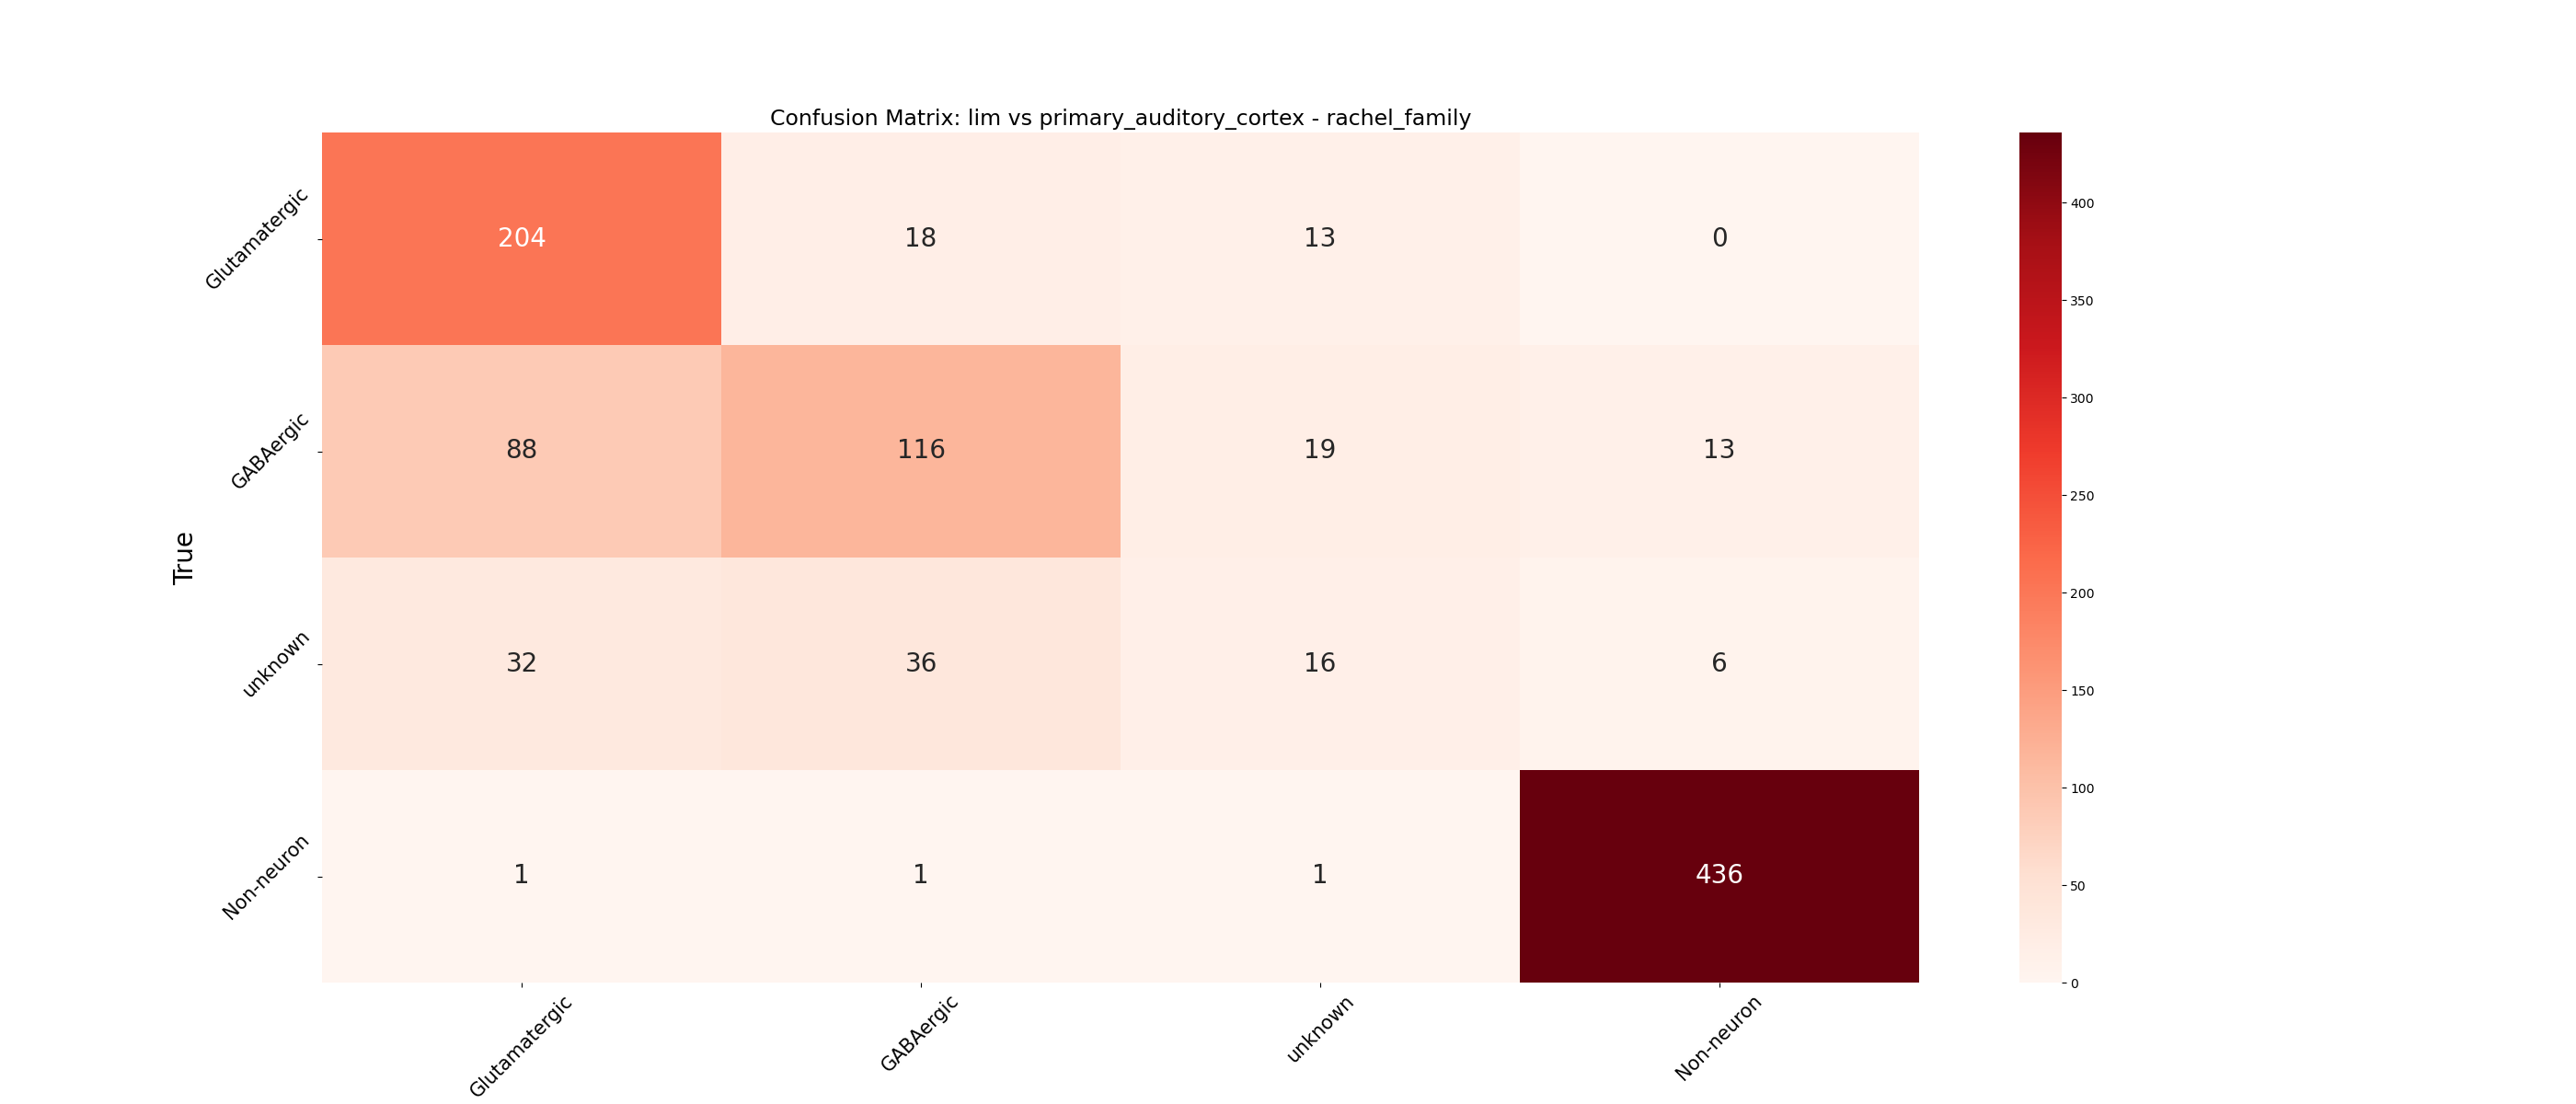 Confusion Matrix: lim vs primary_auditory_cortex - rachel_family
Glutamatergic 204 18 13 0
GABAergic 88 116 19 13
unknown 32 36 16 6
Non-neuron 1 1 1 436
True
Glutamatergic GABAergic unknown Non-neuron
400
350
300
250
200
150
100
50
0